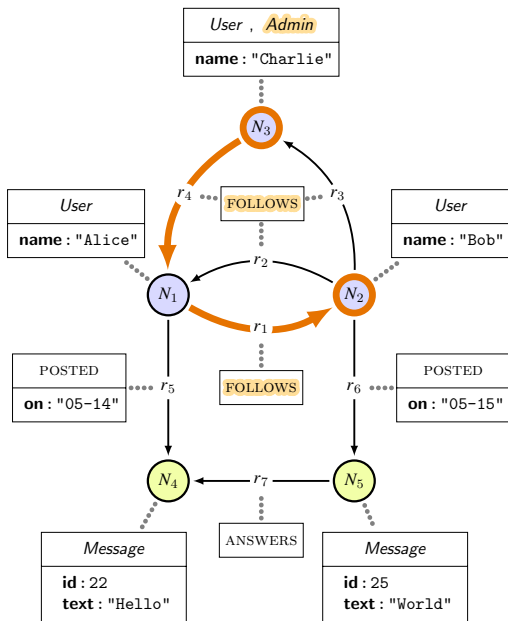 User , Admin
name : "Charlie"
N3
r4
FOLLOWS
r3
User
name : "Alice"
User
name : "Bob"
r2
N1
N2
r1
POSTED
on : "05-14"
r5
FOLLOWS
r6
POSTED
on : "05-15"
N4
r7
N5
ANSWERS
Message
id : 22
text : "Hello"
Message
id : 25
text : "World"